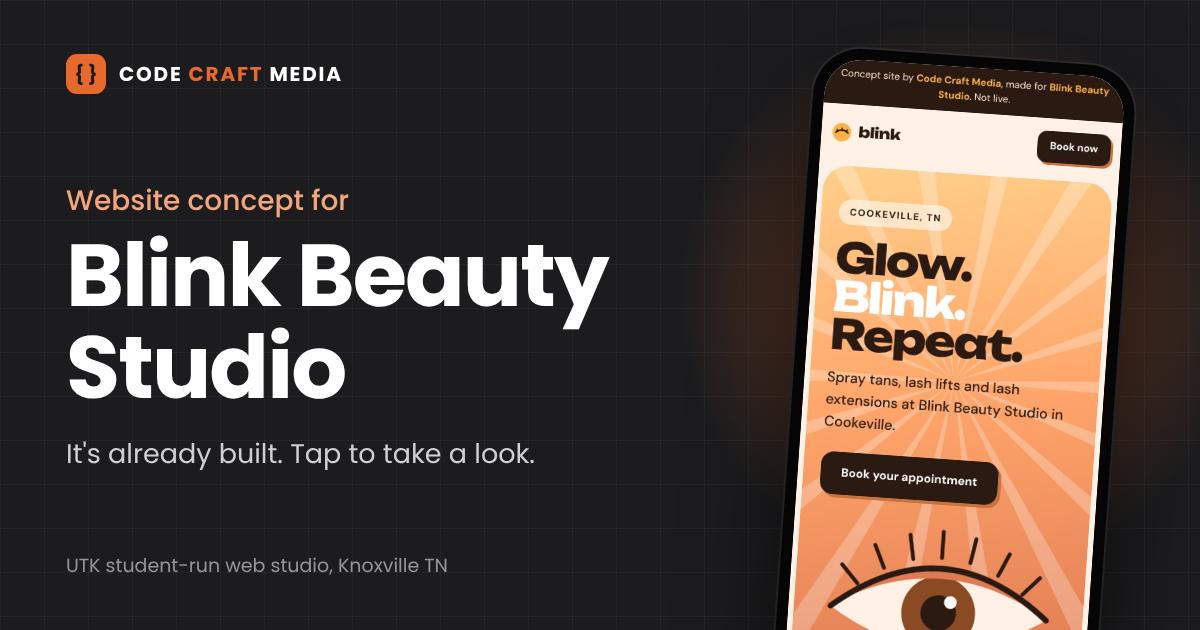 { } CODE CRAFT MEDIA
Website concept for
Blink Beauty
Studio
It's already built. Tap to take a look.
UTK student-run web studio, Knoxville TN
Concept site by Code Craft Media, made for Blink Beauty
Studio. Not live.
blink
Book now
COOKEVILLE, TN
Glow.
Blink.
Repeat.
Spray tans, lash lifts and lash
extensions at Blink Beauty Studio in
Cookeville.
Book your appointment